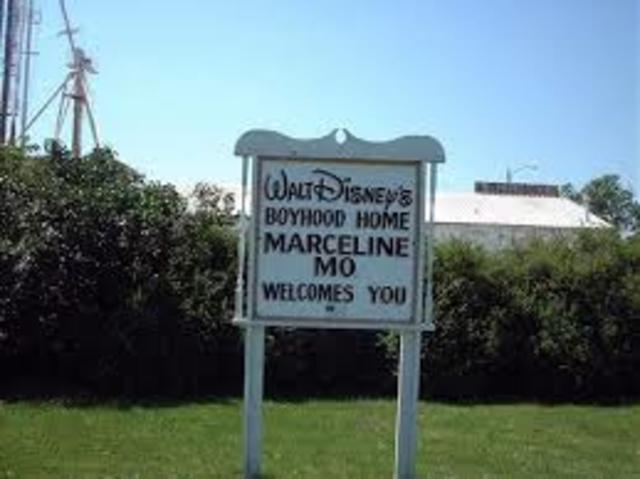 WALT DISNEY'S
BOYHOOD HOME
MARCELINE
MO
WELCOMES YOU